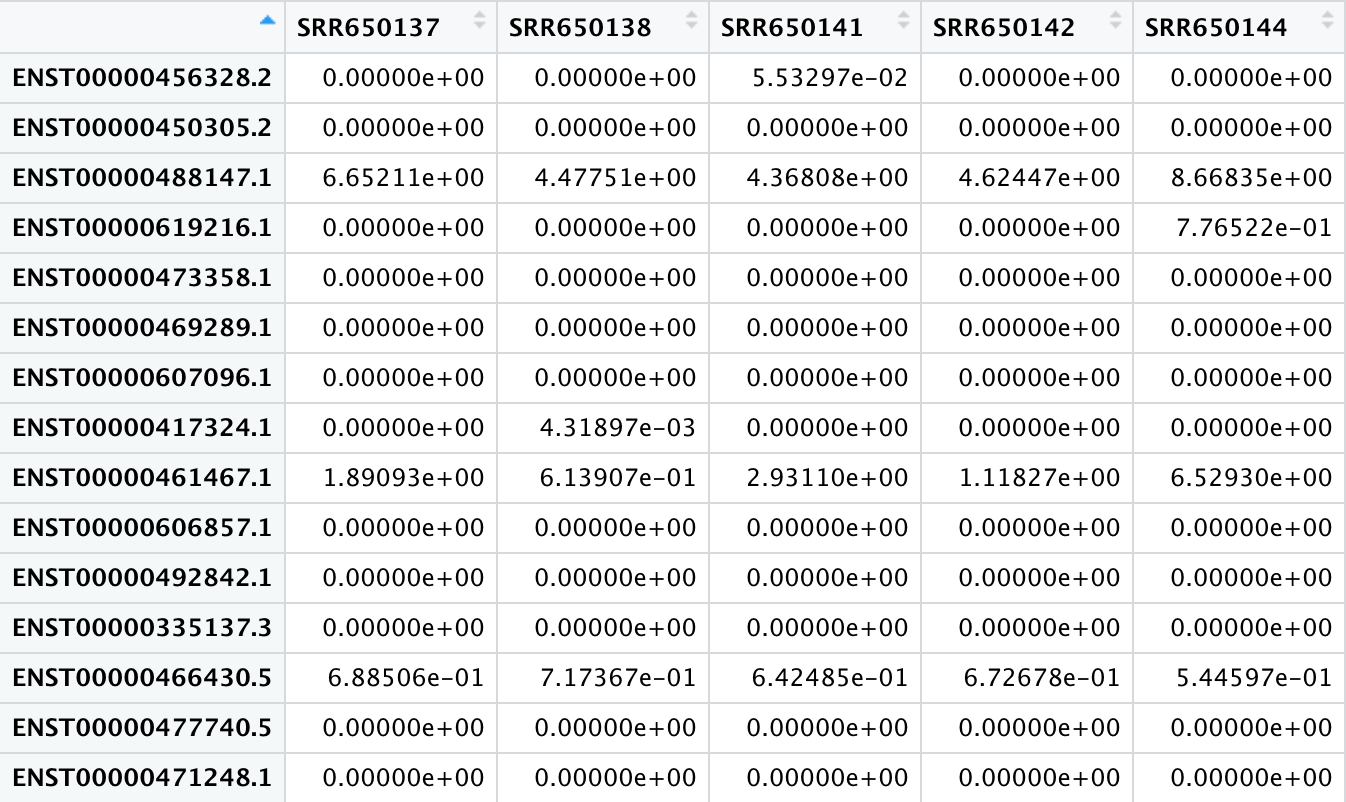 SRR650137 SRR650138 SRR650141 SRR650142 SRR650144
ENST00000456328.2 0.00000e+00 0.00000e+00 5.53297e−02 0.00000e+00 0.00000e+00
ENST00000450305.2 0.00000e+00 0.00000e+00 0.00000e+00 0.00000e+00 0.00000e+00
ENST00000488147.1 6.65211e+00 4.47751e+00 4.36808e+00 4.62447e+00 8.66835e+00
ENST00000619216.1 0.00000e+00 0.00000e+00 0.00000e+00 0.00000e+00 7.76522e−01
ENST00000473358.1 0.00000e+00 0.00000e+00 0.00000e+00 0.00000e+00 0.00000e+00
ENST00000469289.1 0.00000e+00 0.00000e+00 0.00000e+00 0.00000e+00 0.00000e+00
ENST00000607096.1 0.00000e+00 0.00000e+00 0.00000e+00 0.00000e+00 0.00000e+00
ENST00000417324.1 0.00000e+00 4.31897e−03 0.00000e+00 0.00000e+00 0.00000e+00
ENST00000461467.1 1.89093e+00 6.13907e−01 2.93110e+00 1.11827e+00 6.52930e+00
ENST00000606857.1 0.00000e+00 0.00000e+00 0.00000e+00 0.00000e+00 0.00000e+00
ENST00000492842.1 0.00000e+00 0.00000e+00 0.00000e+00 0.00000e+00 0.00000e+00
ENST00000335137.3 0.00000e+00 0.00000e+00 0.00000e+00 0.00000e+00 0.00000e+00
ENST00000466430.5 6.88506e−01 7.17367e−01 6.42485e−01 6.72678e−01 5.44597e−01
ENST00000477740.5 0.00000e+00 0.00000e+00 0.00000e+00 0.00000e+00 0.00000e+00
ENST00000471248.1 0.00000e+00 0.00000e+00 0.00000e+00 0.00000e+00 0.00000e+00